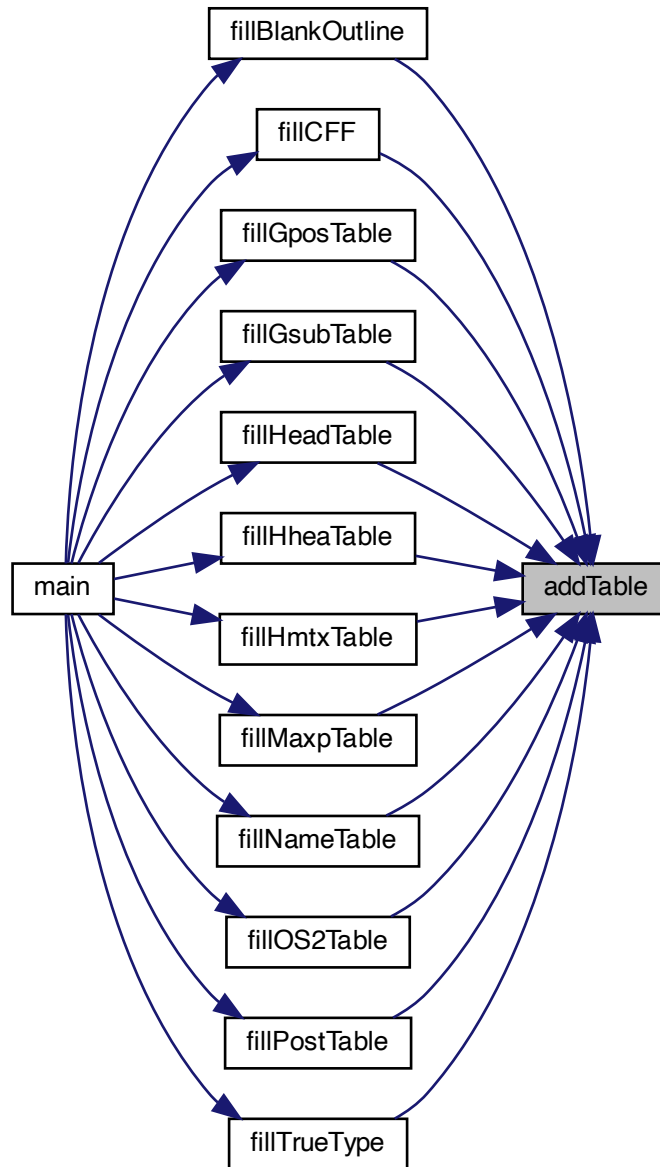 fillBlankOutline
fillCFF
fillGposTable
fillGsubTable
fillHeadTable
fillHheaTable
main
addTable
fillHmtxTable
fillMaxpTable
fillNameTable
fillOS2Table
fillPostTable
fillTrueType